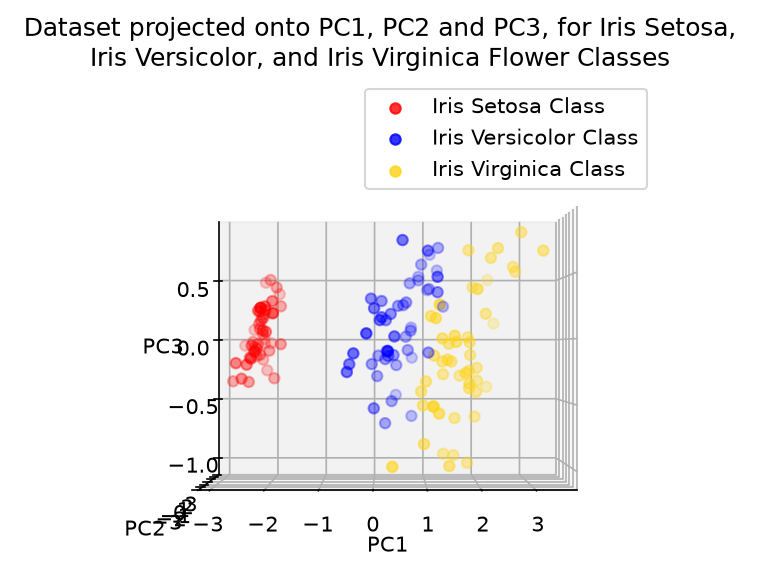 Dataset projected onto PC1, PC2 and PC3, for Iris Setosa,
Iris Versicolor, and Iris Virginica Flower Classes
Iris Setosa Class
Iris Versicolor Class
Iris Virginica Class
0.5
PC3
0.0
−0.5
−1.0
PC2
−3 −2 −1 0 1 2 3
PC1